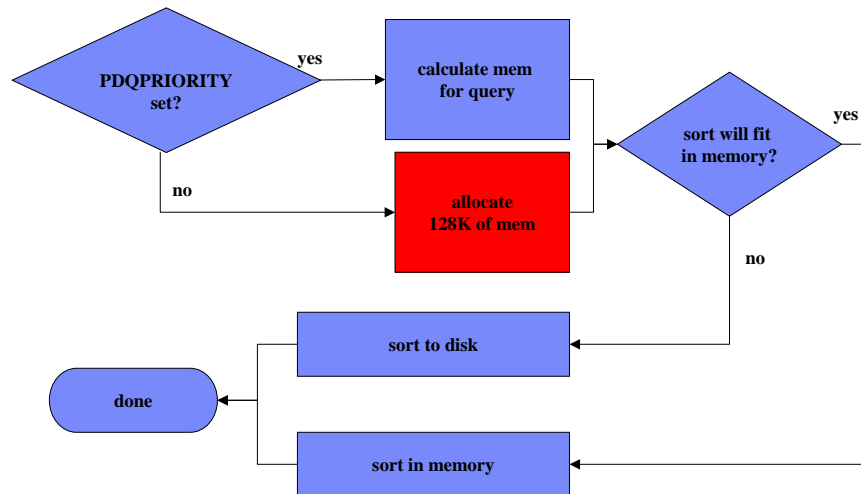 PDQPRIORITY
set?
yes
calculate mem
for query
no
allocate
128K of mem
sort will fit
in memory?
yes
no
sort to disk
done
sort in memory